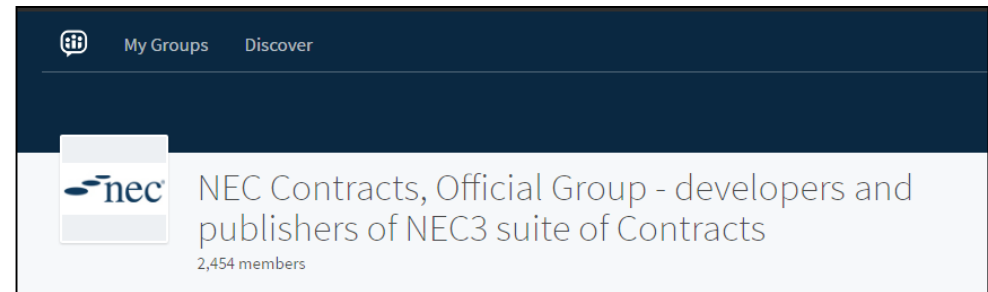 My Groups Discover
nec
NEC Contracts, Official Group - developers and
publishers of NEC3 suite of Contracts
2,454 members